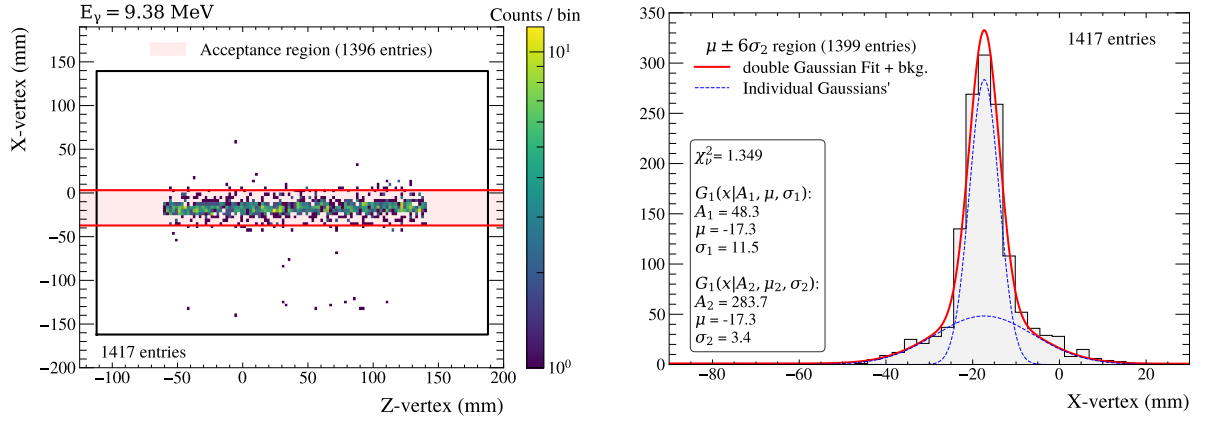 E_γ = 9.38 MeV
Counts / bin
Acceptance region (1396 entries)
10¹
10⁰
X-vertex (mm)
150
100
50
0
−50
−100
−150
−200
1417 entries
−100
−50
0
50
100
150
200
Z-vertex (mm)
350
300
250
200
150
100
50
0
μ ± 6σ₂ region (1399 entries)
double Gaussian Fit + bkg.
Individual Gaussians'
1417 entries
χ²_ν= 1.349
G₁(x|A₁, μ, σ₁):
A₁ = 48.3
μ = -17.3
σ₁ = 11.5
G₁(x|A₂, μ₂, σ₂):
A₂ = 283.7
μ = -17.3
σ₂ = 3.4
−80
−60
−40
−20
0
20
X-vertex (mm)